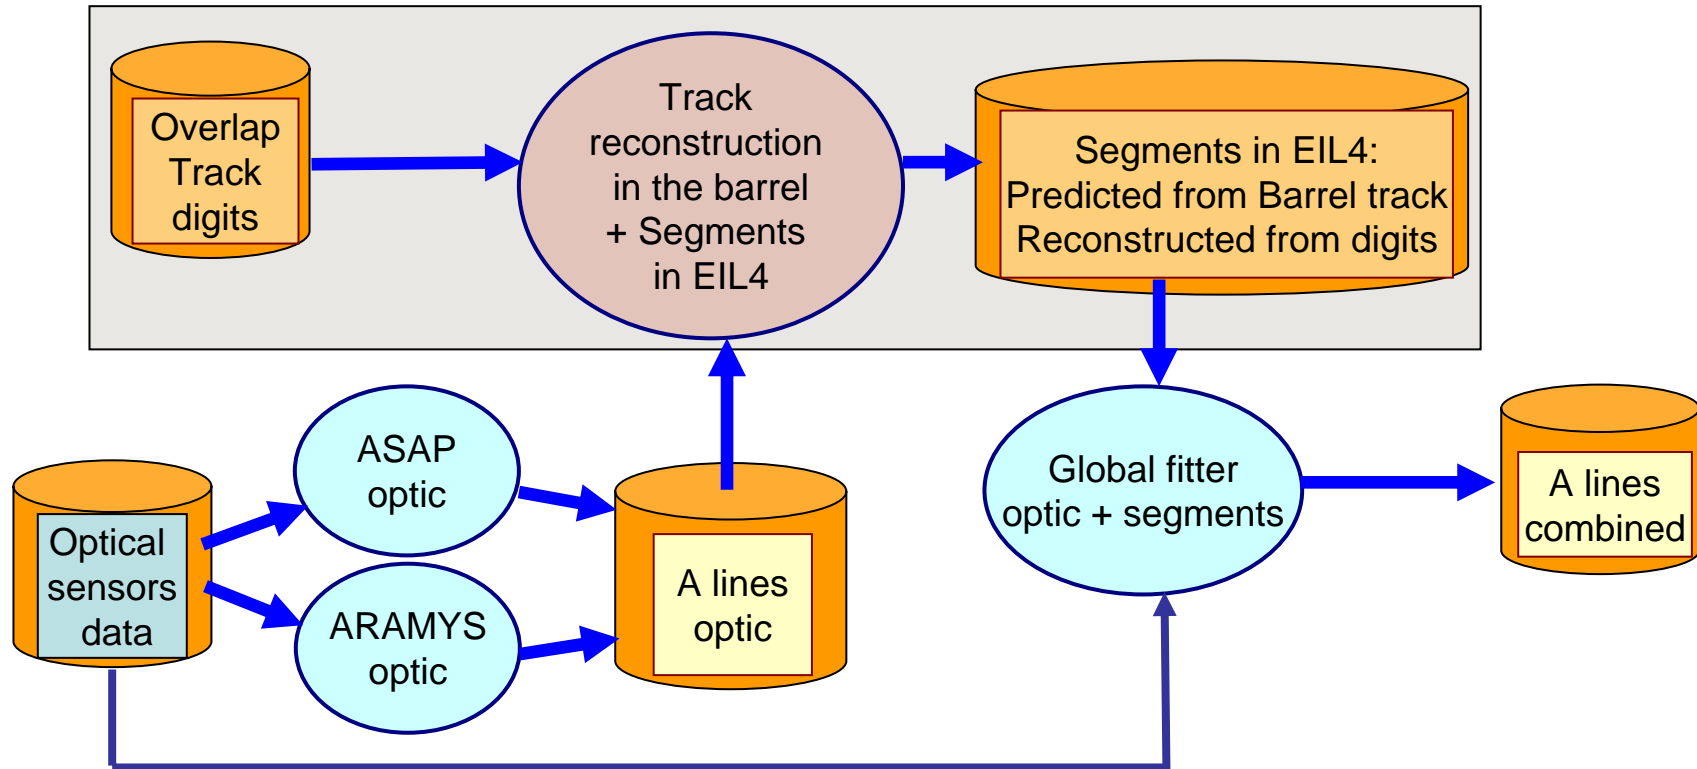 Overlap
Track
digits
Track
reconstruction
in the barrel
+ Segments
in EIL4
Segments in EIL4:
Predicted from Barrel track
Reconstructed from digits
Optical
sensors
data
ASAP
optic
ARAMYS
optic
A lines
optic
Global fitter
optic + segments
A lines
combined